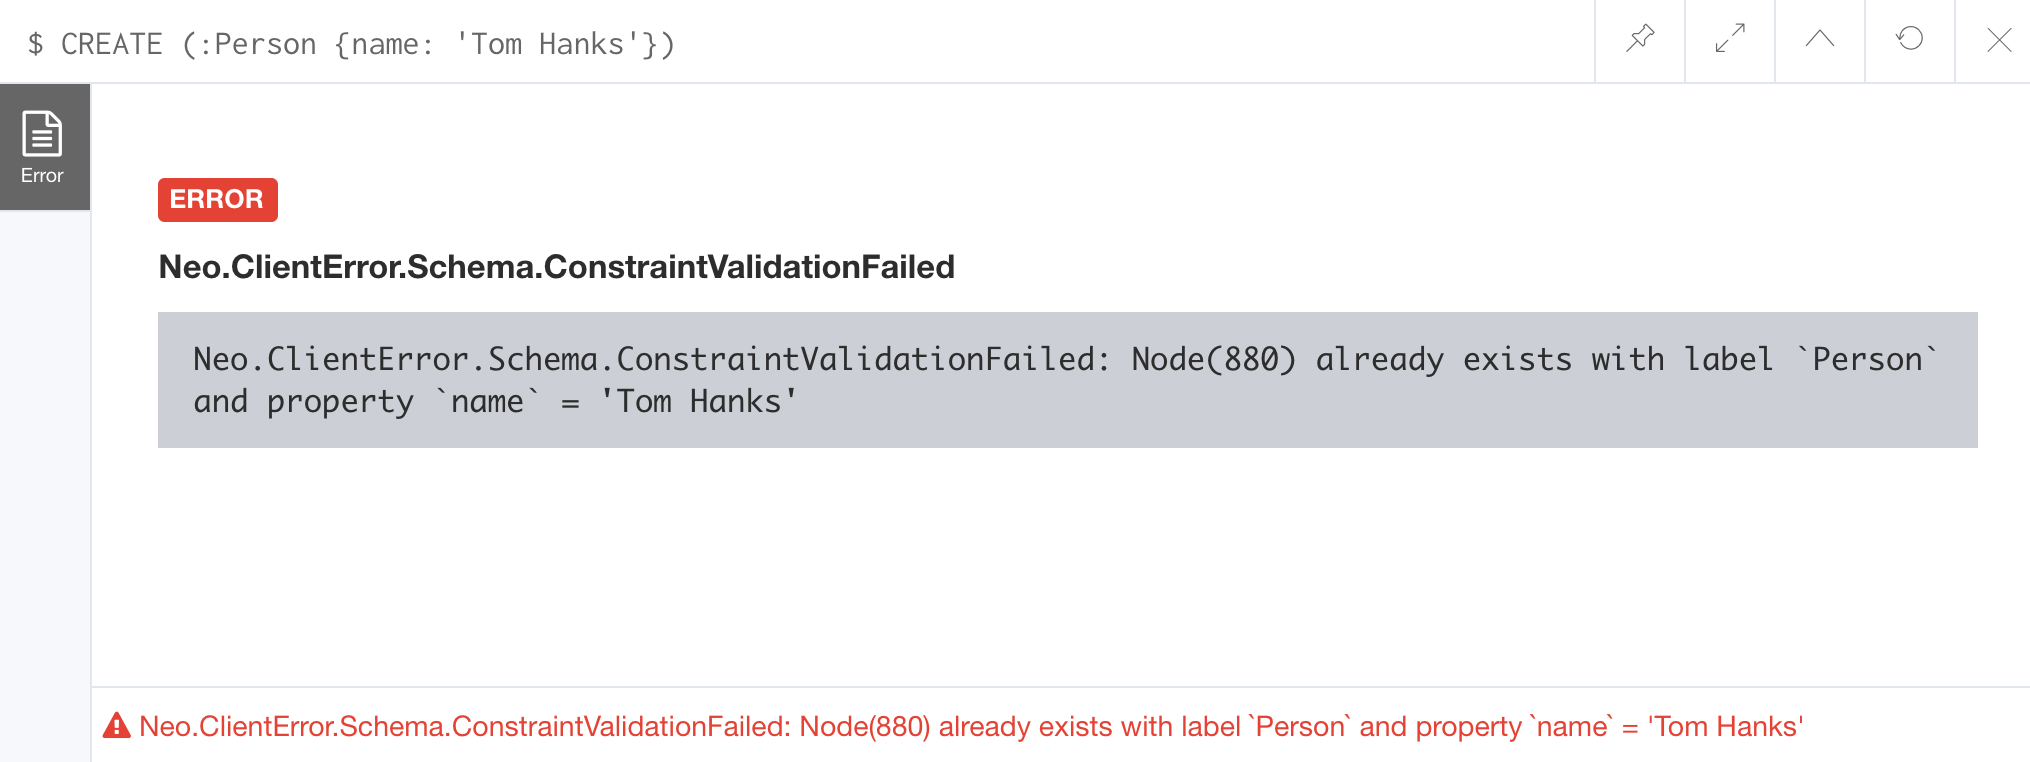 $ CREATE (:Person {name: 'Tom Hanks'})
Error
ERROR
Neo.ClientError.Schema.ConstraintValidationFailed
Neo.ClientError.Schema.ConstraintValidationFailed: Node(880) already exists with label `Person`
and property `name` = 'Tom Hanks'
Neo.ClientError.Schema.ConstraintValidationFailed: Node(880) already exists with label `Person` and property `name` = 'Tom Hanks'